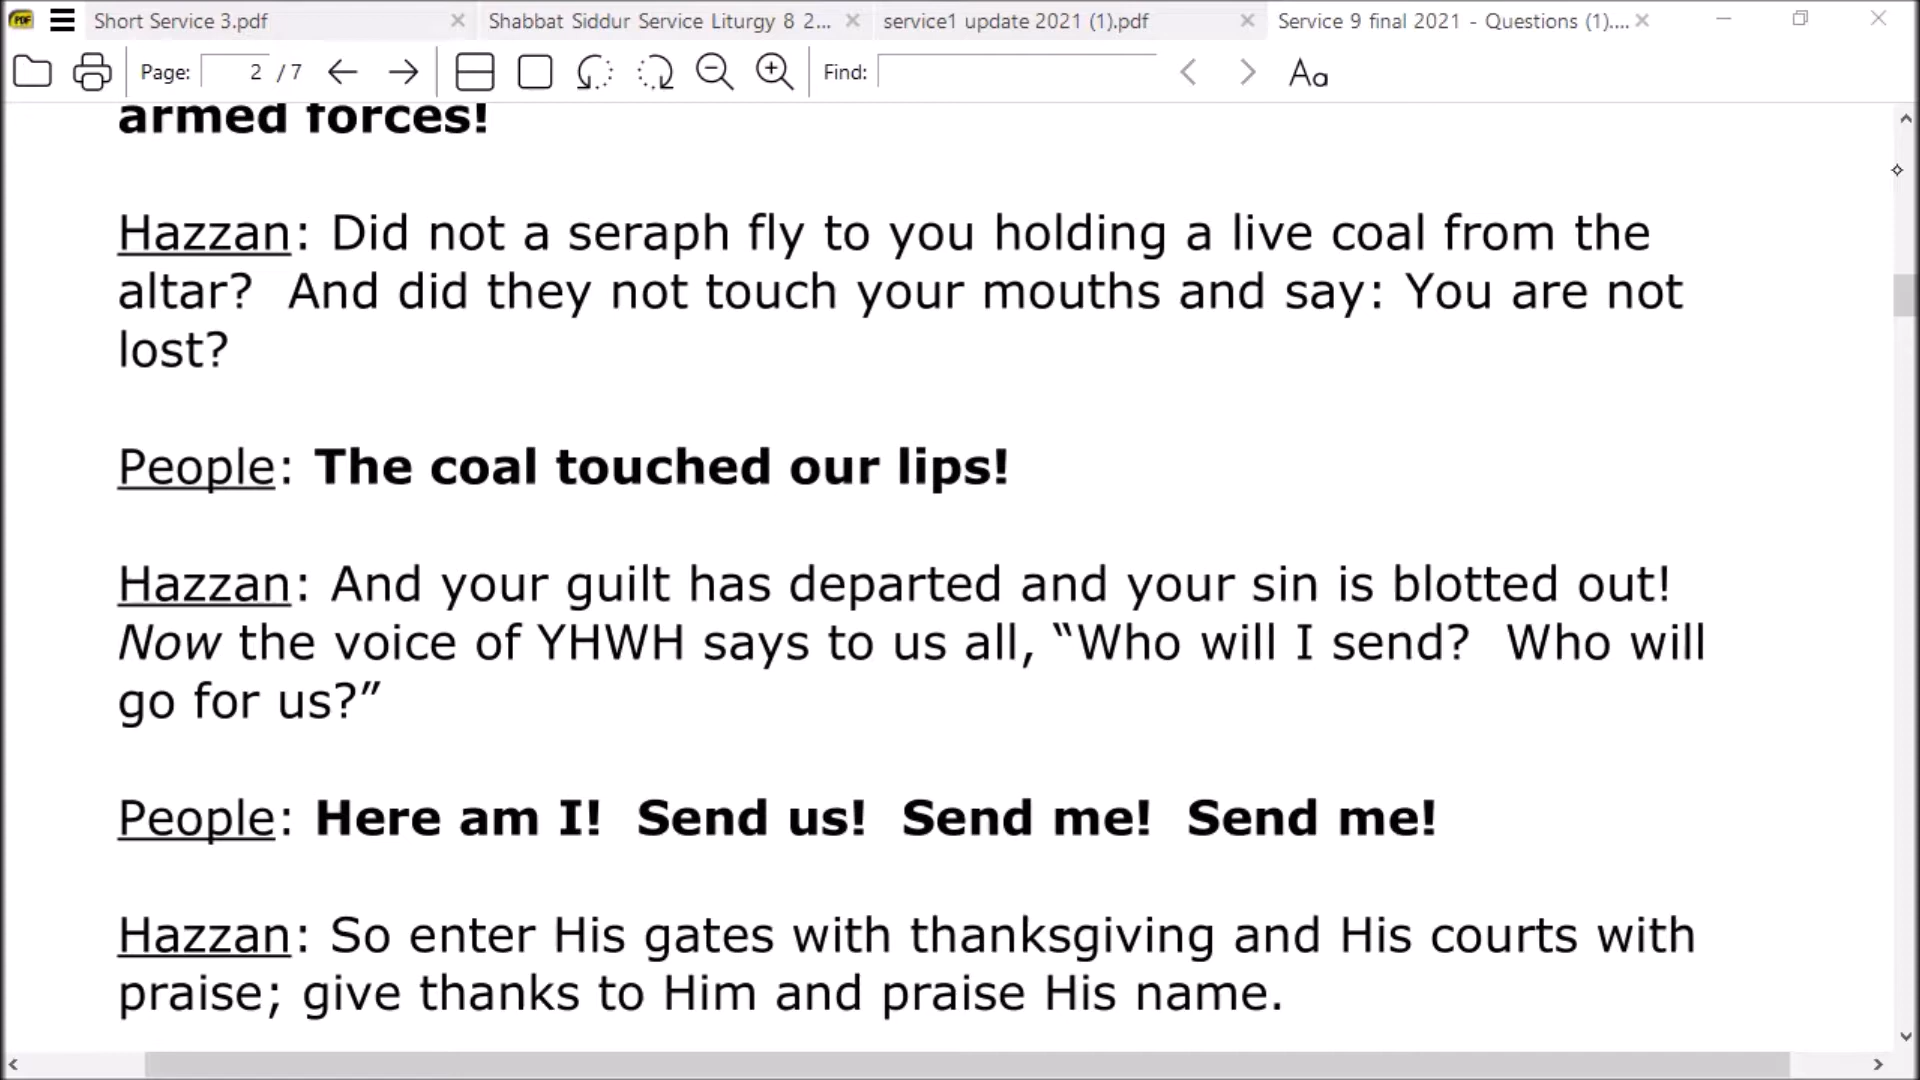 Short Service 3.pdf Shabbat Siddur Service Liturgy 8 2... service1 update 2021 (1).pdf Service 9 final 2021 - Questions (1)....
Page: 2 / 7 Find: Aa
armed forces!
Hazzan: Did not a seraph fly to you holding a live coal from the
altar?  And did they not touch your mouths and say: You are not
lost?
People: The coal touched our lips!
Hazzan: And your guilt has departed and your sin is blotted out!
Now the voice of YHWH says to us all, “Who will I send?  Who will
go for us?”
People: Here am I!  Send us!  Send me!  Send me!
Hazzan: So enter His gates with thanksgiving and His courts with
praise; give thanks to Him and praise His name.